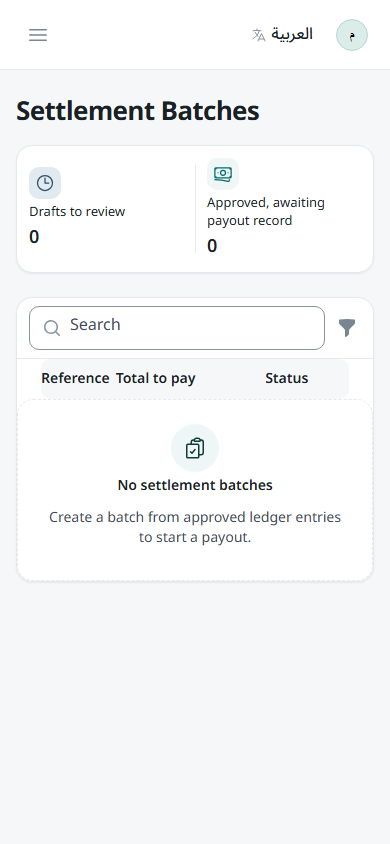 العربية
م
Settlement Batches
Drafts to review
0
Approved, awaiting
payout record
0
Search
Reference Total to pay Status
No settlement batches
Create a batch from approved ledger entries
to start a payout.